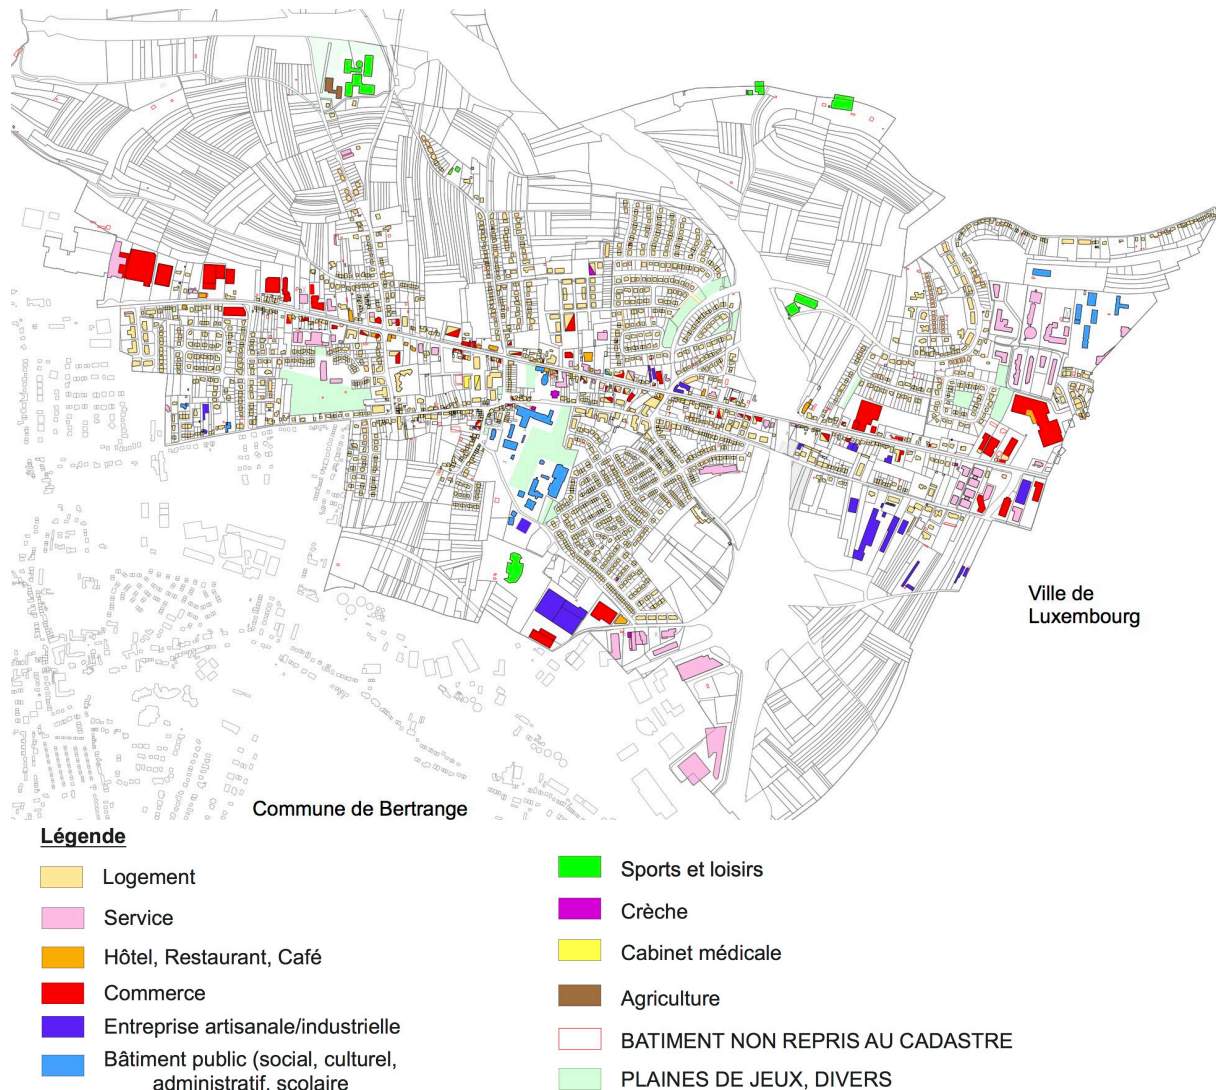 Ville de
Luxembourg
Commune de Bertrange
Légende
Logement
Service
Hôtel, Restaurant, Café
Commerce
Entreprise artisanale/industrielle
Bâtiment public (social, culturel,
administratif, scolaire
Sports et loisirs
Crèche
Cabinet médicale
Agriculture
BATIMENT NON REPRIS AU CADASTRE
PLAINES DE JEUX, DIVERS